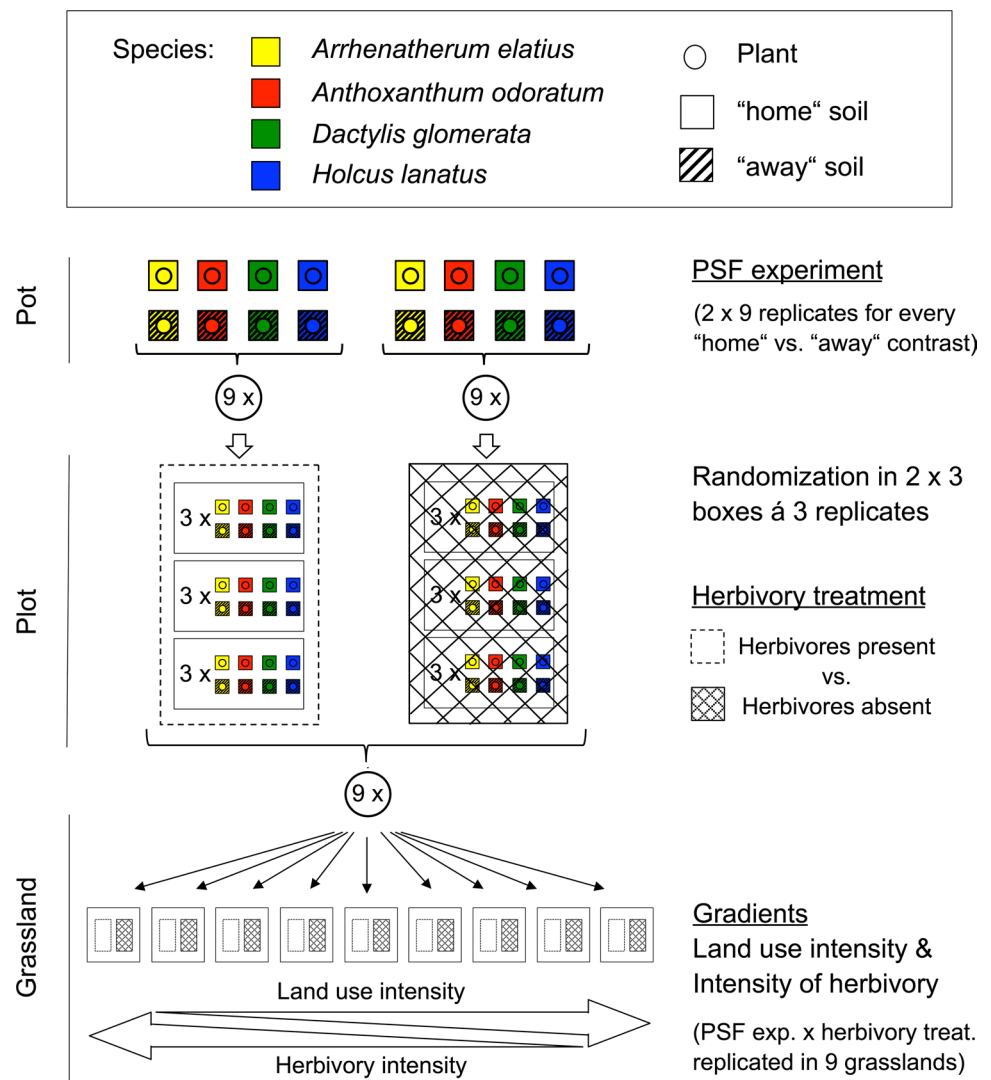 Species:
Arrhenatherum elatius
Anthoxanthum odoratum
Dactylis glomerata
Holcus lanatus
Plant
“home“ soil
“away“ soil
Pot
PSF experiment
(2 x 9 replicates for every
“home“ vs. “away“ contrast)
9 x
9 x
Plot
3 x
3 x
3 x
3 x
3 x
3 x
Randomization in 2 x 3
boxes á 3 replicates
Herbivory treatment
Herbivores present
vs.
Herbivores absent
9 x
Grassland
Land use intensity
Herbivory intensity
Gradients
Land use intensity &
Intensity of herbivory
(PSF exp. x herbivory treat.
replicated in 9 grasslands)